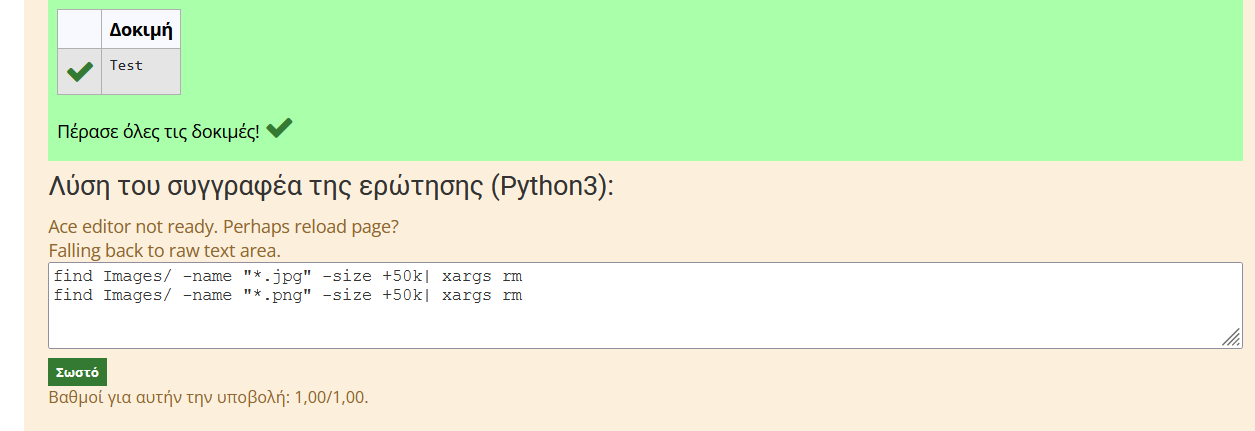 Δοκιμή
Test
Πέρασε όλες τις δοκιμές!
Λύση του συγγραφέα της ερώτησης (Python3):
Ace editor not ready. Perhaps reload page?
Falling back to raw text area.
find Images/ -name "*.jpg" -size +50k| xargs rm
find Images/ -name "*.png" -size +50k| xargs rm
Σωστό
Βαθμοί για αυτήν την υποβολή: 1,00/1,00.